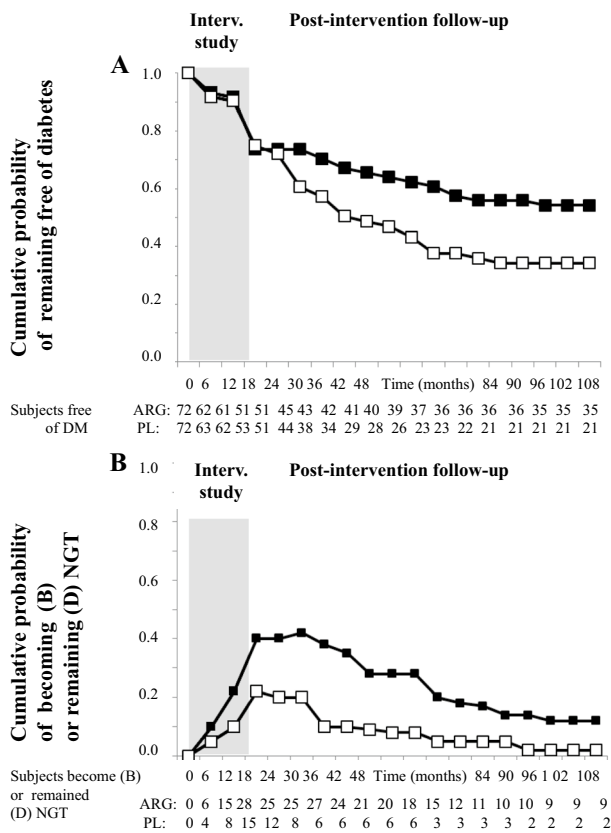 Interv.
study
Post-intervention follow-up
A
Cumulative probability
of remaining free of diabetes
1.0
0.8
0.6
0.4
0.2
0.0
0 6 12 18 24 30 36 42 48 Time (months) 84 90 96 102 108
Subjects free
of DM
ARG: 72 62 61 51 51 45 43 42 41 40 39 37 36 36 36 36 35 35 35
PL: 72 63 62 53 51 44 38 34 29 28 26 23 23 22 21 21 21 21 21
B
Interv.
study
Post-intervention follow-up
Cumulative probability
of becoming (B)
or remaining (D) NGT
1.0
0.8
0.6
0.4
0.2
0.0
0 6 12 18 24 30 36 42 48 Time (months) 84 90 96 1 02 108
Subjects become (B)
or remained
(D) NGT
ARG: 0 6 15 28 25 25 27 24 21 20 18 15 12 11 10 10 9 9 9
PL: 0 4 8 15 12 8 6 6 6 6 6 3 3 3 3 2 2 2 2